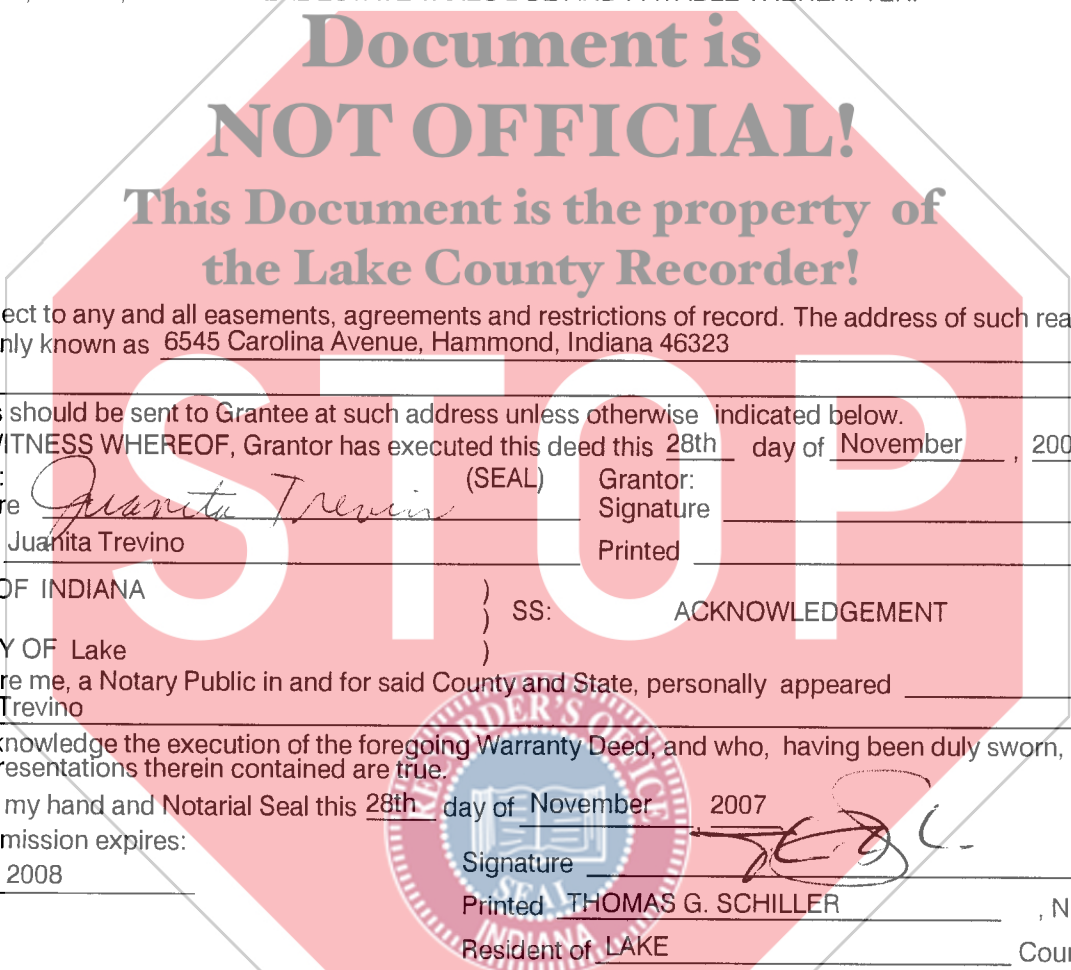 Document is
NOT OFFICIAL!
This Document is the property of
the Lake County Recorder!
ect to any and all easements, agreements and restrictions of record. The address of such rea
nly known as 6545 Carolina Avenue, Hammond, Indiana 46323
STOP
s should be sent to Grantee at such address unless otherwise indicated below.
ITNESS WHEREOF, Grantor has executed this deed this 28th day of November , 200
: (SEAL) Grantor:
re Juanita Trevino Signature
Juanita Trevino Printed
OF INDIANA )
) SS: ACKNOWLEDGEMENT
Y OF Lake )
re me, a Notary Public in and for said County and State, personally appeared
Trevino
knowledge the execution of the foregoing Warranty Deed, and who, having been duly sworn,
resentations therein contained are true.
my hand and Notarial Seal this 28th day of November 2007
mission expires:
2008 Signature
Printed THOMAS G. SCHILLER , N
Resident of LAKE Coun
RECORDER'S OFFICE
SEAL
INDIANA